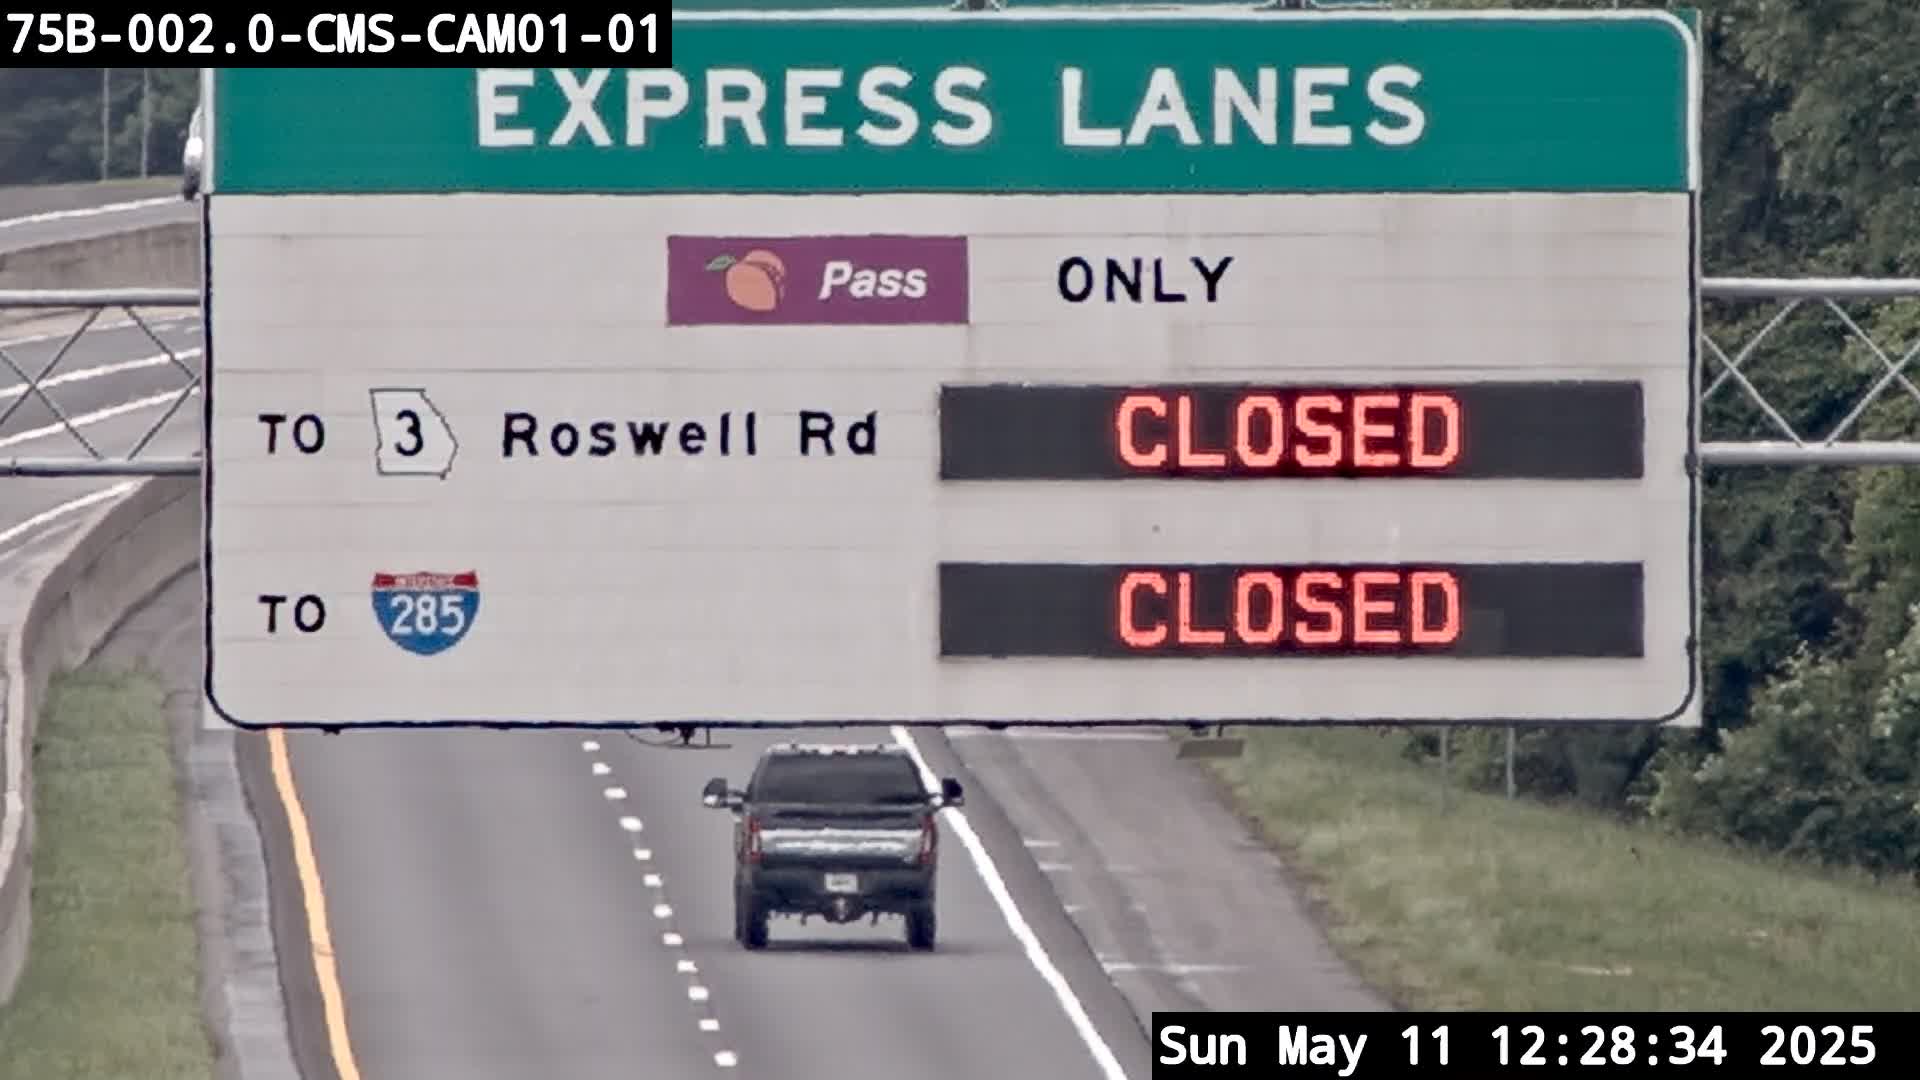 75B-002.0-CMS-CAM01-01
EXPRESS LANES
Pass ONLY
TO 3 Roswell Rd CLOSED
INTERSTATE
TO 285 CLOSED
Sun May 11 12:28:34 2025